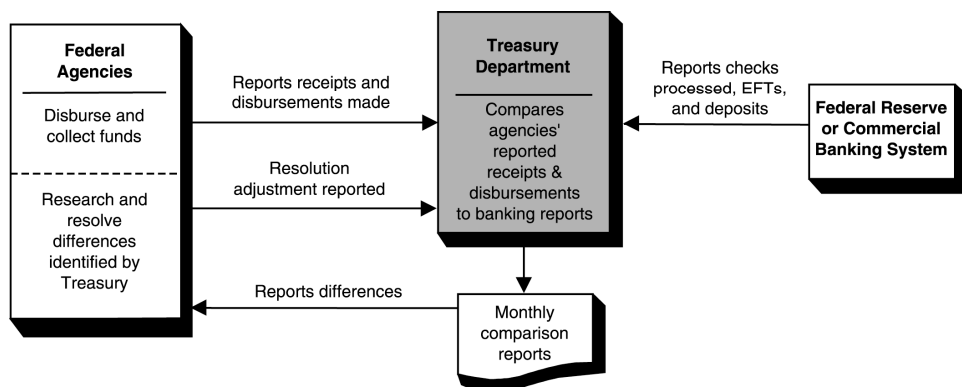 Federal
Agencies
Disburse and
collect funds
Research and
resolve
differences
identified by
Treasury
Reports receipts and
disbursements made
Resolution
adjustment reported
Reports differences
Treasury
Department
Compares
agencies'
reported
receipts &
disbursements
to banking reports
Monthly
comparison
reports
Reports checks
processed, EFTs,
and deposits
Federal Reserve
or Commercial
Banking System